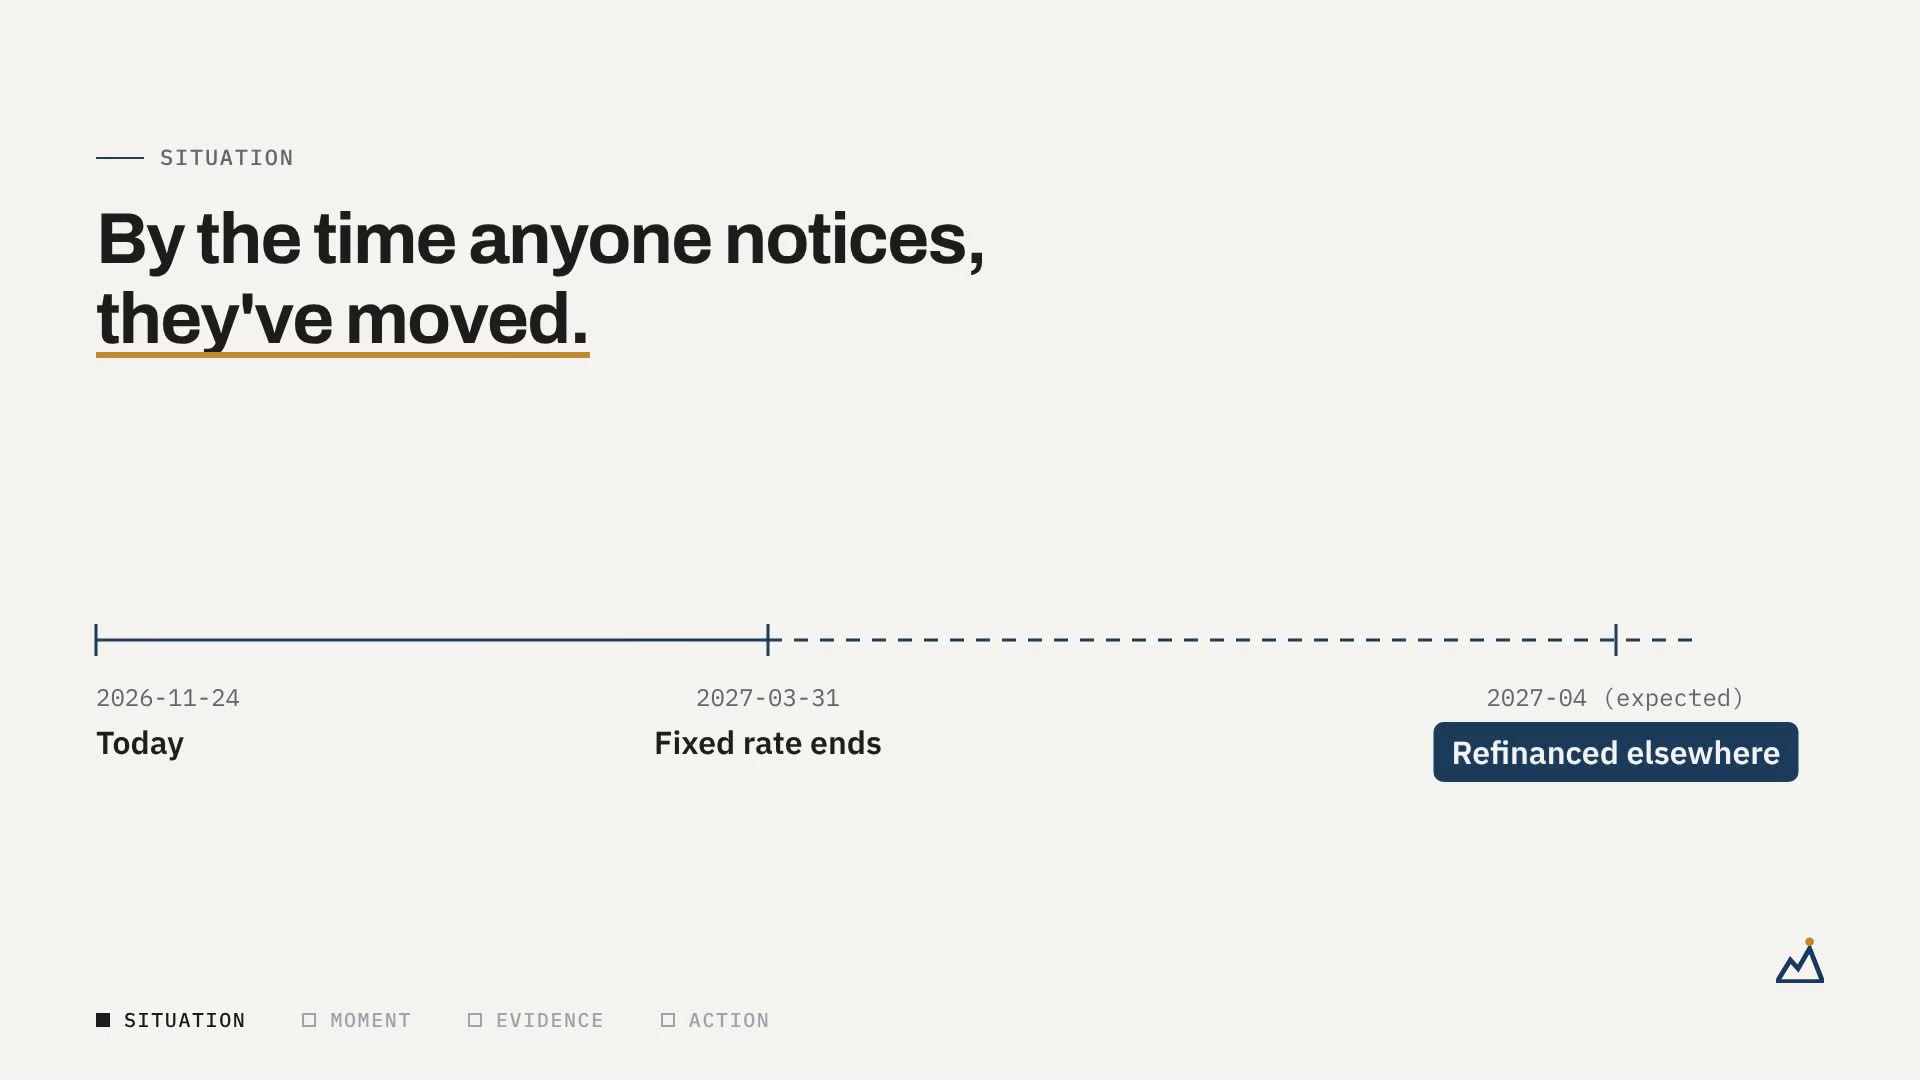 SITUATION
By the time anyone notices,
they've moved.
2026-11-24
Today
2027-03-31
Fixed rate ends
2027-04 (expected)
Refinanced elsewhere
SITUATION
MOMENT
EVIDENCE
ACTION